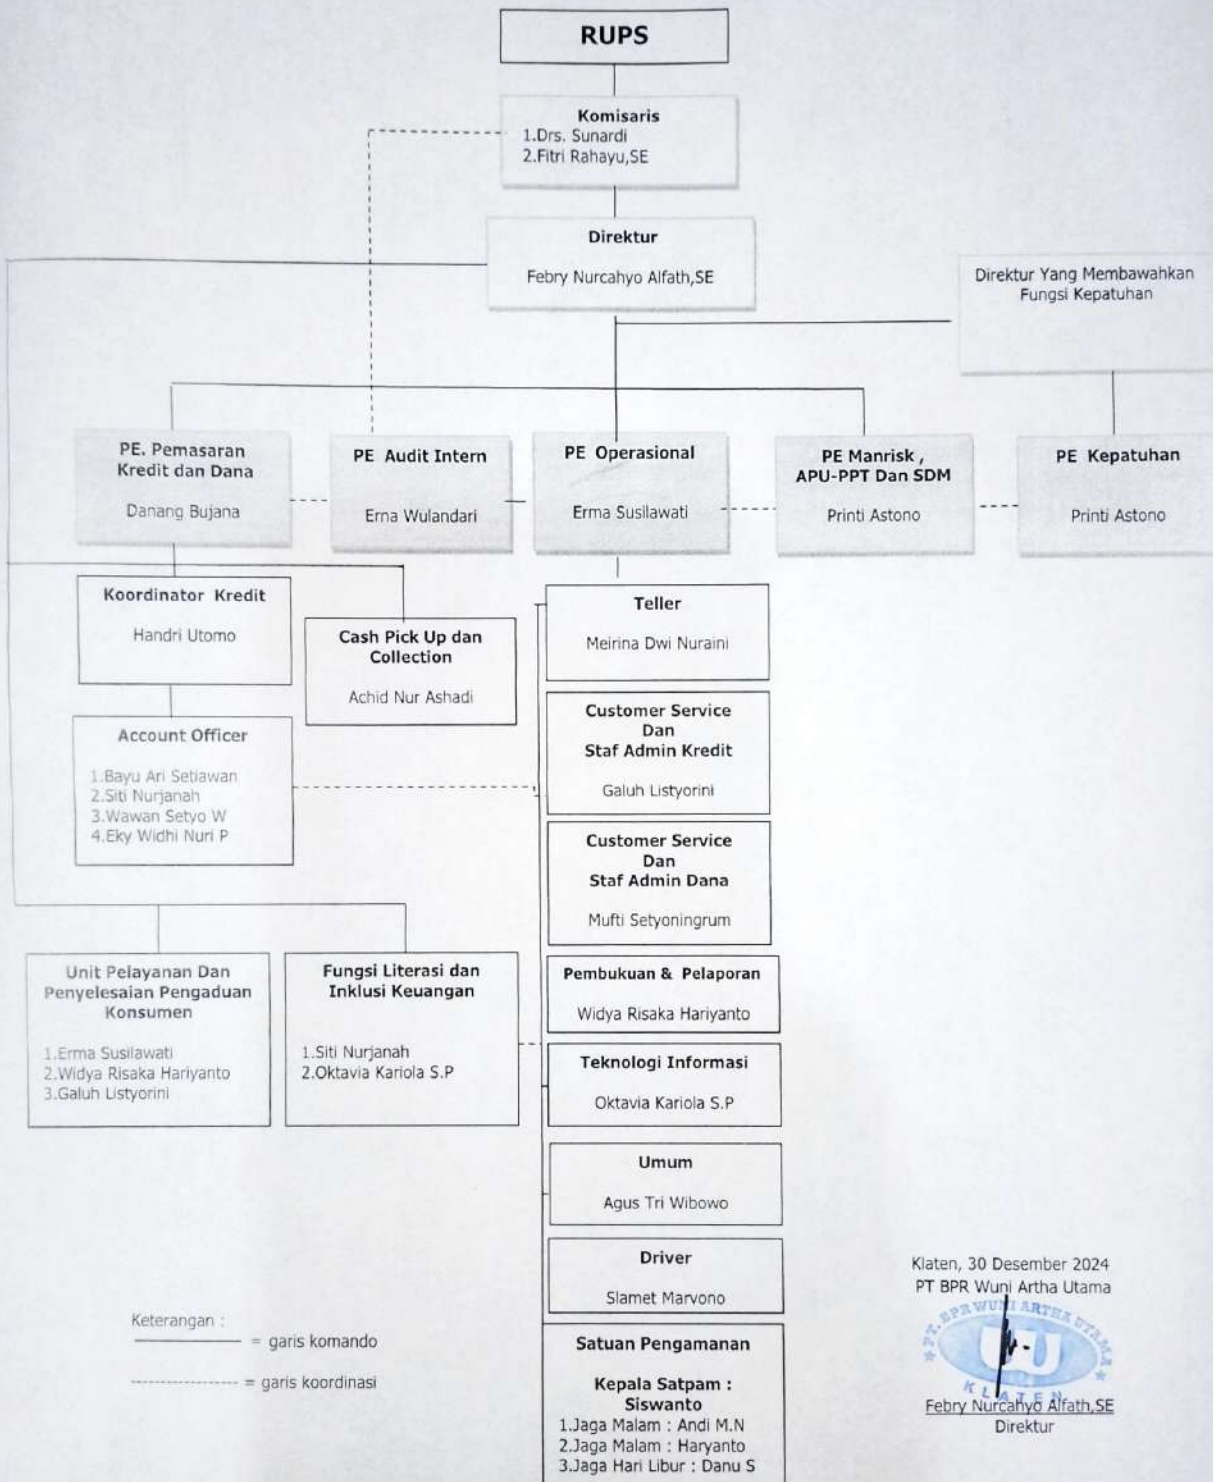 RUPS
Komisaris
1.Drs. Sunardi
2.Fitri Rahayu,SE
Direktur
Febry Nurcahyo Alfath,SE
Direktur Yang Membawahkan
Fungsi Kepatuhan
PE. Pemasaran
Kredit dan Dana
Danang Bujana
PE Audit Intern
Erna Wulandari
PE Operasional
Erma Susilawati
PE Manrisk ,
APU-PPT Dan SDM
Printi Astono
PE Kepatuhan
Printi Astono
Koordinator Kredit
Handri Utomo
Cash Pick Up dan
Collection
Achid Nur Ashadi
Account Officer
1.Bayu Ari Setiawan
2.Siti Nurjanah
3.Wawan Setyo W
4.Eky Widhi Nuri P
Teller
Meirina Dwi Nuraini
Customer Service
Dan
Staf Admin Kredit
Galuh Listyorini
Customer Service
Dan
Staf Admin Dana
Mufti Setyoningrum
Unit Pelayanan Dan
Penyelesaian Pengaduan
Konsumen
1.Erma Susilawati
2.Widya Risaka Hariyanto
3.Galuh Listyorini
Fungsi Literasi dan
Inklusi Keuangan
1.Siti Nurjanah
2.Oktavia Kariola S.P
Pembukuan & Pelaporan
Widya Risaka Hariyanto
Teknologi Informasi
Oktavia Kariola S.P
Umum
Agus Tri Wibowo
Driver
Slamet Marvono
Satuan Pengamanan
Kepala Satpam :
Siswanto
1.Jaga Malam : Andi M.N
2.Jaga Malam : Haryanto
3.Jaga Hari Libur : Danu S
Keterangan :
= garis komando
= garis koordinasi
Klaten, 30 Desember 2024
PT BPR Wuni Artha Utama
PT. BPR WUNI ARTHA UTAMA
KLATEN
Febry Nurcahyo Alfath,SE
Direktur